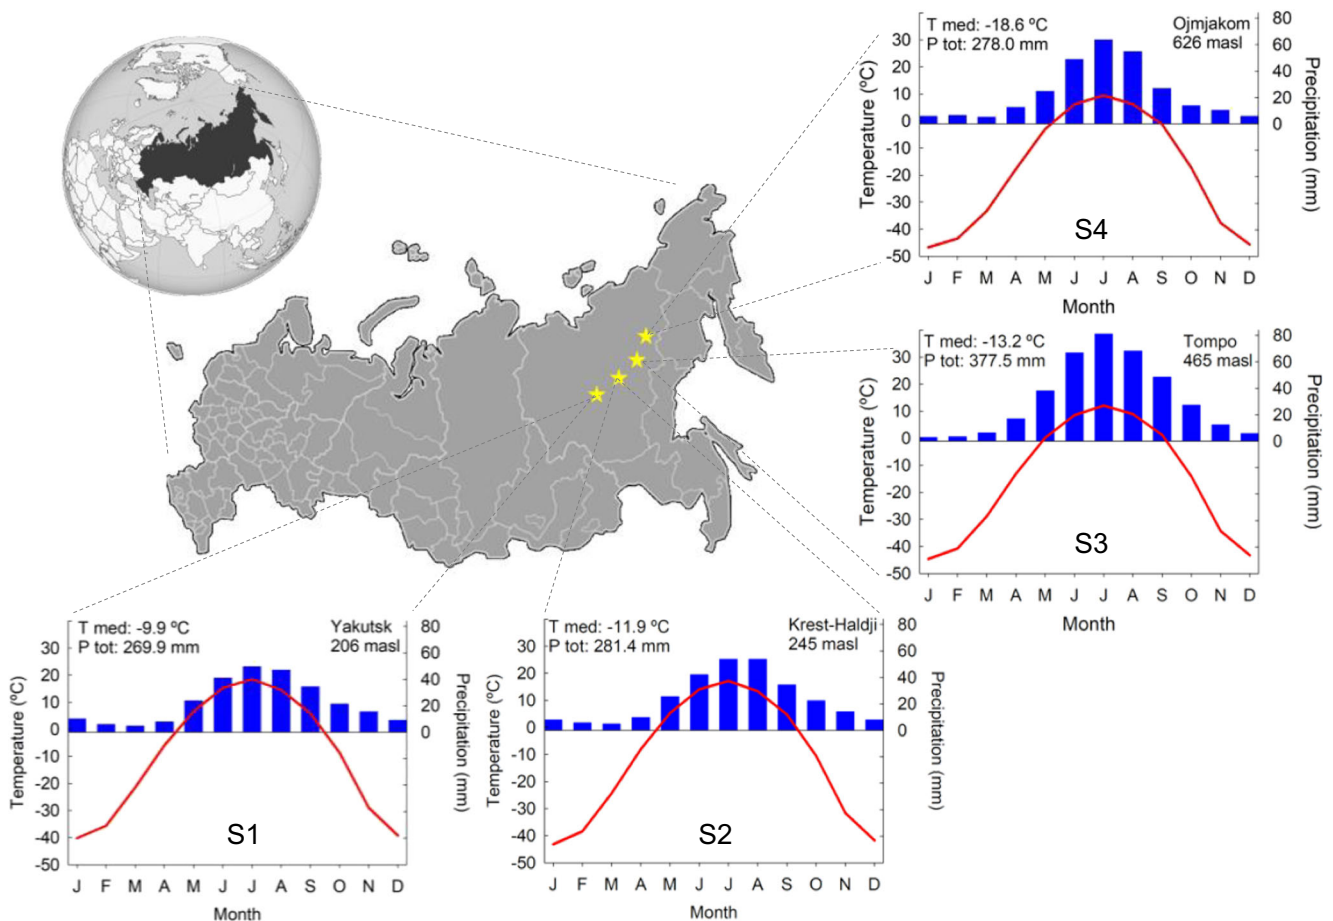 T med: -18.6 ºC
P tot: 278.0 mm
Ojmjakom
626 masl
Temperature (ºC)
30
20
10
0
-10
-20
-30
-40
-50
80
60
40
20
0
Precipitation (mm)
S4
J F M A M J J A S O N D
Month
T med: -13.2 ºC
P tot: 377.5 mm
Tompo
465 masl
Temperature (ºC)
30
20
10
0
-10
-20
-30
-40
-50
80
60
40
20
0
Precipitation (mm)
S3
J F M A M J J A S O N D
Month
T med: -9.9 ºC
P tot: 269.9 mm
Yakutsk
206 masl
Temperature (ºC)
30
20
10
0
-10
-20
-30
-40
-50
80
60
40
20
0
Precipitation (mm)
S1
J F M A M J J A S O N D
Month
T med: -11.9 ºC
P tot: 281.4 mm
Krest-Haldji
245 masl
Temperature (ºC)
30
20
10
0
-10
-20
-30
-40
-50
80
60
40
20
0
Precipitation (mm)
S2
J F M A M J J A S O N D
Month